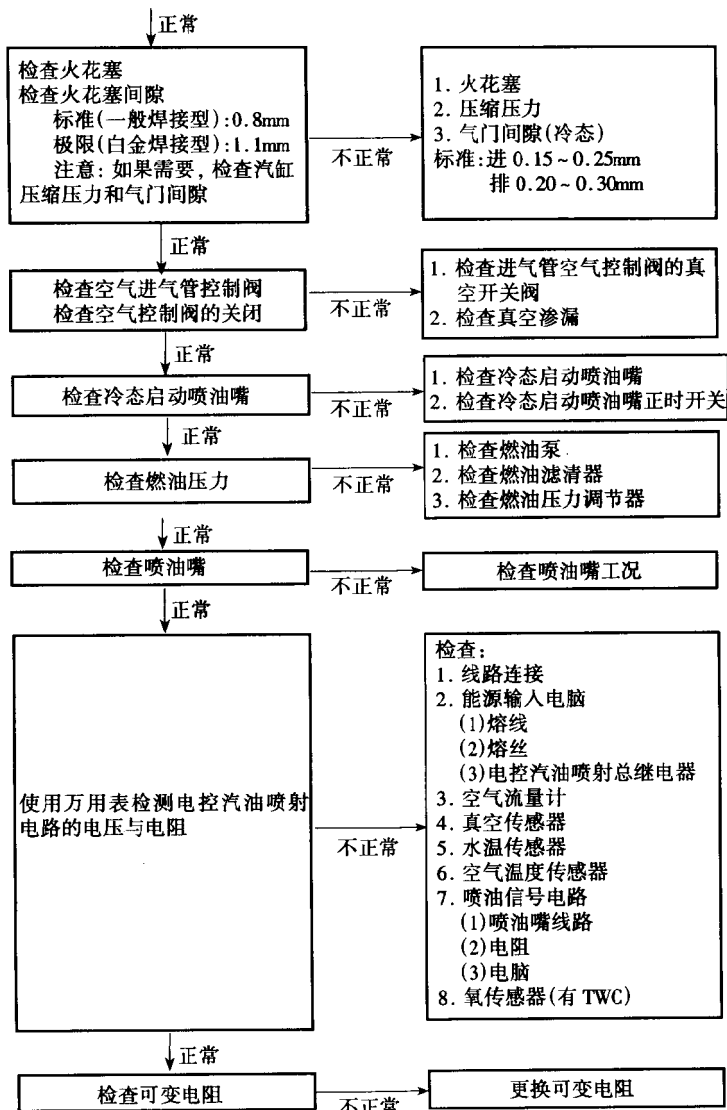 正常
检查火花塞
检查火花塞间隙
标准(一般焊接型):0.8mm
极限(白金焊接型):1.1mm
注意:如果需要,检查汽缸
压缩压力和气门间隙
不正常
1. 火花塞
2. 压缩压力
3. 气门间隙(冷态)
标准:进 0.15~0.25mm
排 0.20~0.30mm
正常
检查空气进气管控制阀
检查空气控制阀的关闭
不正常
1. 检查进气管空气控制阀的真
空开关阀
2. 检查真空渗漏
正常
检查冷态启动喷油嘴
不正常
1. 检查冷态启动喷油嘴
2. 检查冷态启动喷油嘴正时开关
正常
检查燃油压力
不正常
1. 检查燃油泵
2. 检查燃油滤清器
3. 检查燃油压力调节器
正常
检查喷油嘴
不正常
检查喷油嘴工况
正常
使用万用表检测电控汽油喷射
电路的电压与电阻
不正常
检查:
1. 线路连接
2. 能源输入电脑
(1)熔线
(2)熔丝
(3)电控汽油喷射总继电器
3. 空气流量计
4. 真空传感器
5. 水温传感器
6. 空气温度传感器
7. 喷油信号电路
(1)喷油嘴线路
(2)电阻
(3)电脑
8. 氧传感器(有 TWC)
正常
检查可变电阻
不正常
更换可变电阻